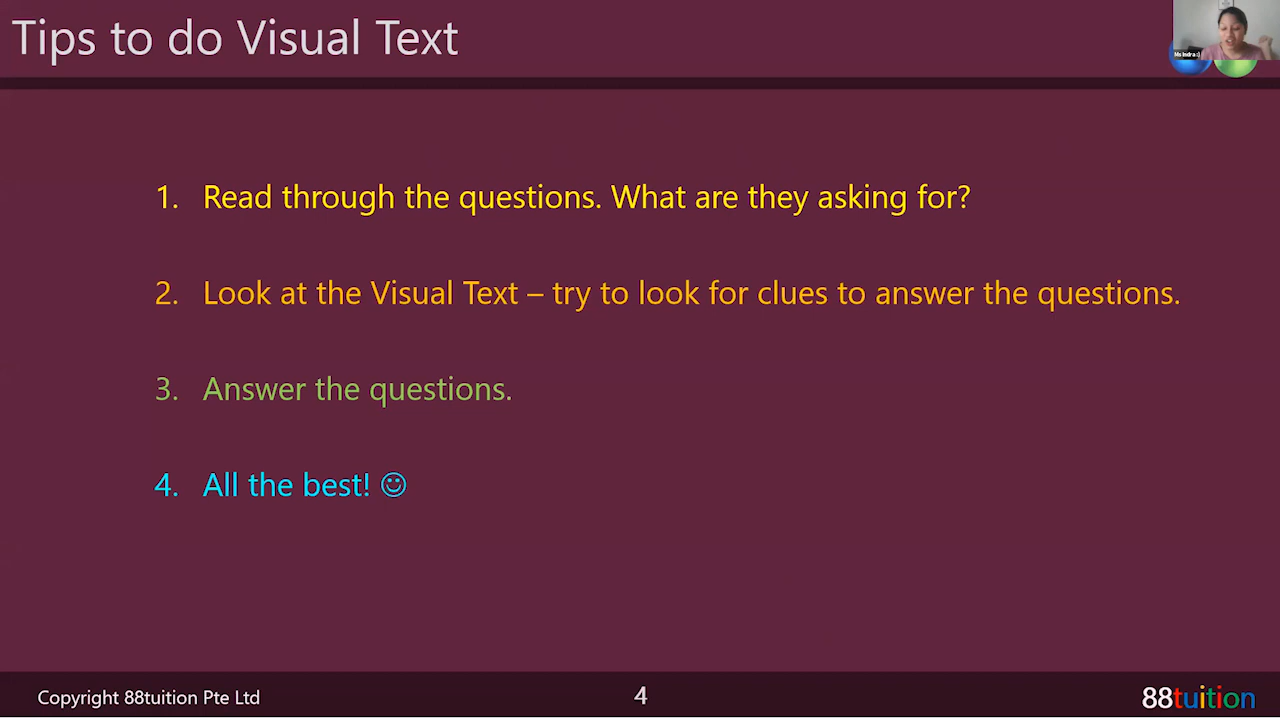 Tips to do Visual Text
Ms Indra :)
1. Read through the questions. What are they asking for?
2. Look at the Visual Text – try to look for clues to answer the questions.
3. Answer the questions.
4. All the best! ☺
Copyright 88tuition Pte Ltd
4
88tuition